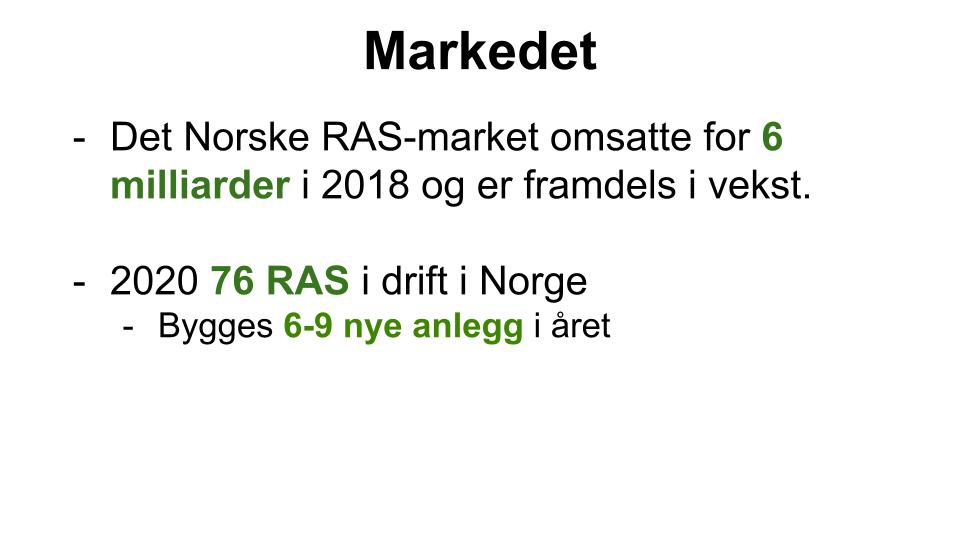 Markedet
- Det Norske RAS-market omsatte for 6
milliarder i 2018 og er framdels i vekst.
- 2020 76 RAS i drift i Norge
- Bygges 6-9 nye anlegg i året